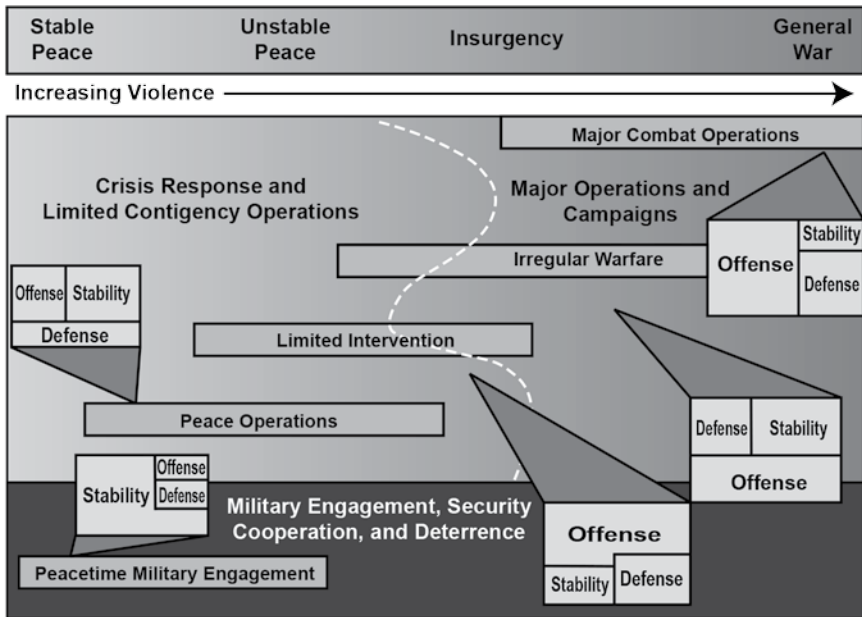 Stable
Peace
Unstable
Peace
Insurgency
General
War
Increasing Violence
Major Combat Operations
Crisis Response and
Limited Contigency Operations
Major Operations and
Campaigns
Offense
Stability
Defense
Irregular Warfare
Offense
Stability
Defense
Limited Intervention
Peace Operations
Defense
Stability
Offense
Stability
Offense
Defense
Military Engagement, Security
Cooperation, and Deterrence
Offense
Stability
Defense
Peacetime Military Engagement